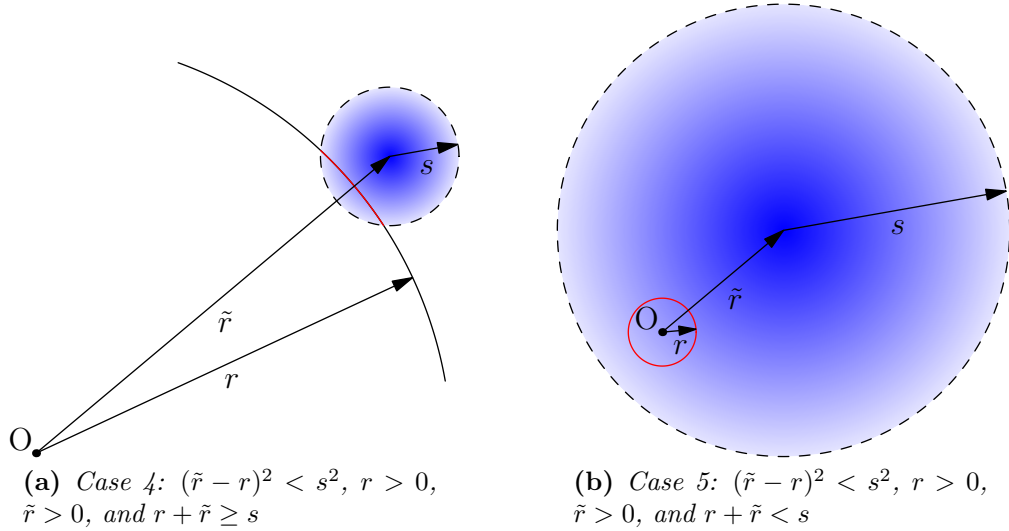 s
r̃
r
O
(a) Case 4: (r̃ − r)² < s², r > 0,
r̃ > 0, and r + r̃ ≥ s
s
r̃
O
r
(b) Case 5: (r̃ − r)² < s², r > 0,
r̃ > 0, and r + r̃ < s